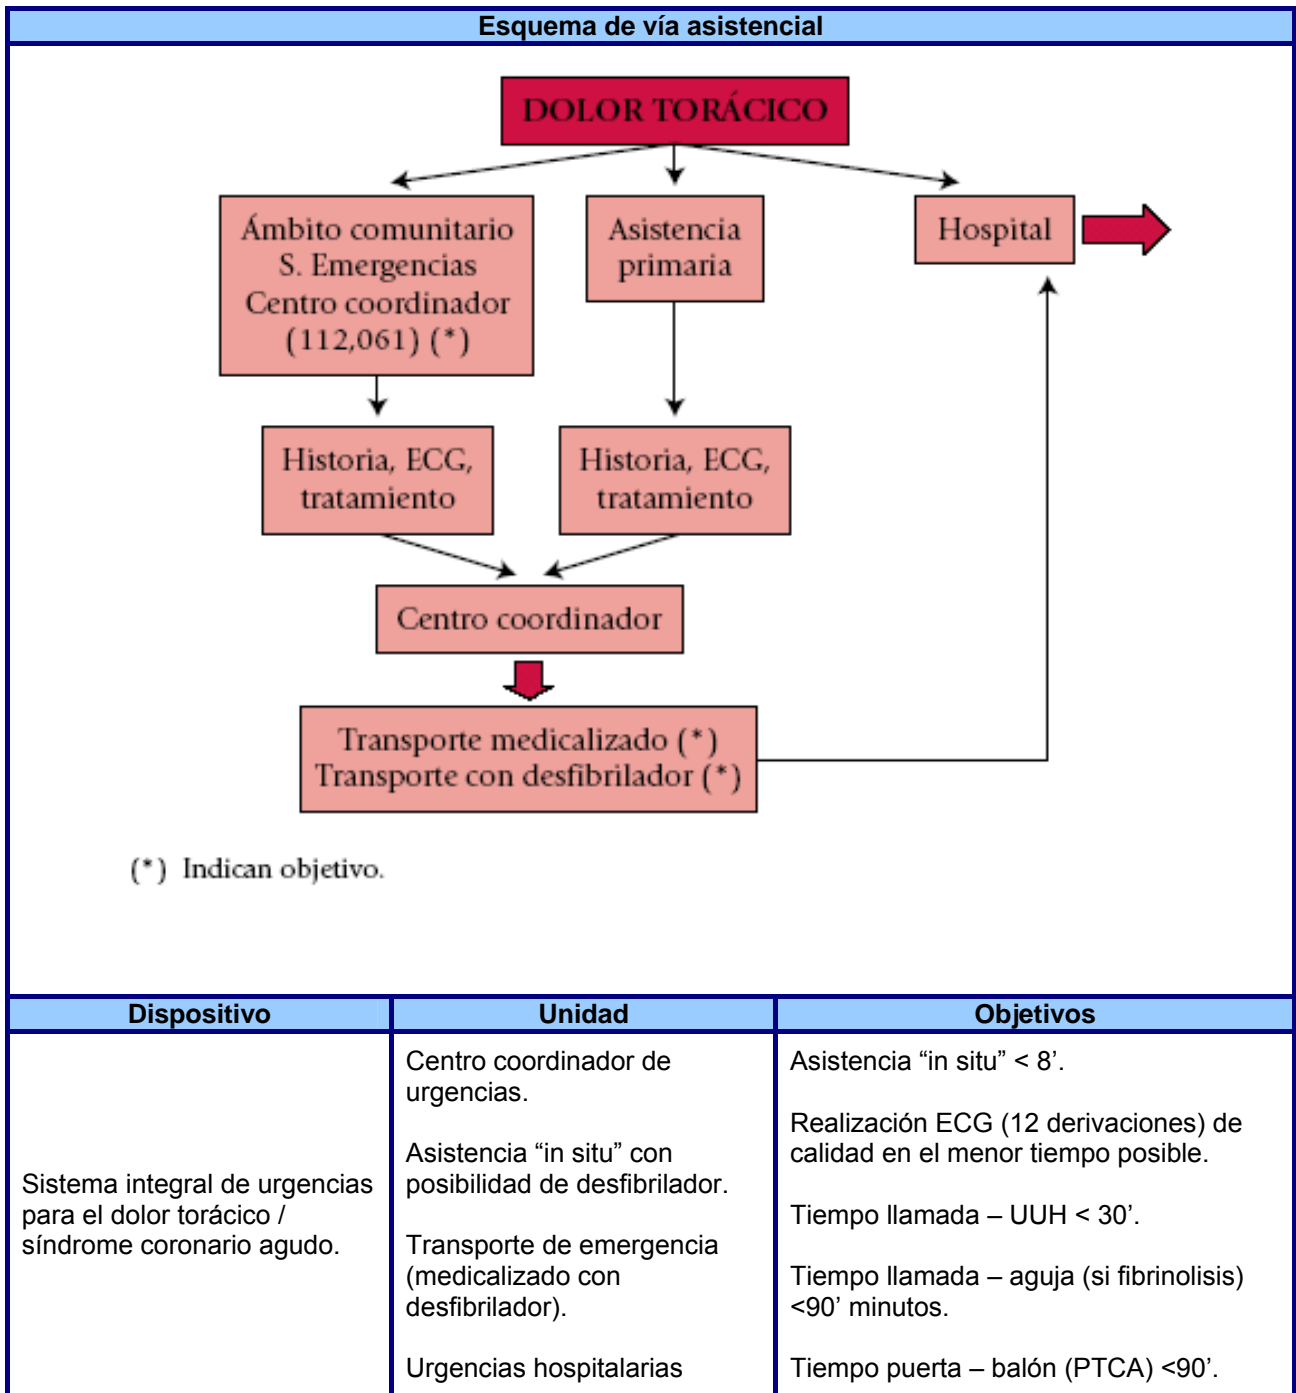 Esquema de vía asistencial
DOLOR TORÁCICO
Ámbito comunitario
S. Emergencias
Centro coordinador
(112,061) (*)
Asistencia
primaria
Hospital
Historia, ECG,
tratamiento
Historia, ECG,
tratamiento
Centro coordinador
Transporte medicalizado (*)
Transporte con desfibrilador (*)
(*) Indican objetivo.
Dispositivo
Unidad
Objetivos
Sistema integral de urgencias
para el dolor torácico /
síndrome coronario agudo.
Centro coordinador de
urgencias.
Asistencia “in situ” con
posibilidad de desfibrilador.
Transporte de emergencia
(medicalizado con
desfibrilador).
Urgencias hospitalarias
Asistencia “in situ” < 8’.
Realización ECG (12 derivaciones) de
calidad en el menor tiempo posible.
Tiempo llamada – UUH < 30’.
Tiempo llamada – aguja (si fibrinolisis)
<90’ minutos.
Tiempo puerta – balón (PTCA) <90’.